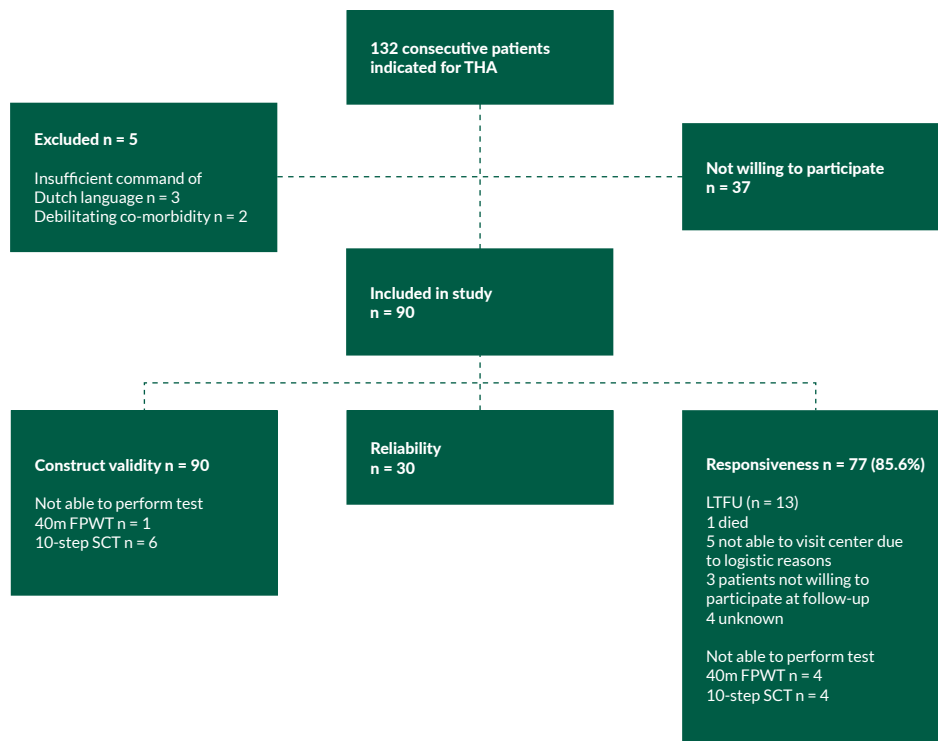 132 consecutive patients
indicated for THA
Excluded n = 5
Insufficient command of
Dutch language n = 3
Debilitating co-morbidity n = 2
Not willing to participate
n = 37
Included in study
n = 90
Construct validity n = 90
Not able to perform test
40m FPWT n = 1
10-step SCT n = 6
Reliability
n = 30
Responsiveness n = 77 (85.6%)
LTFU (n = 13)
1 died
5 not able to visit center due
to logistic reasons
3 patients not willing to
participate at follow-up
4 unknown
Not able to perform test
40m FPWT n = 4
10-step SCT n = 4